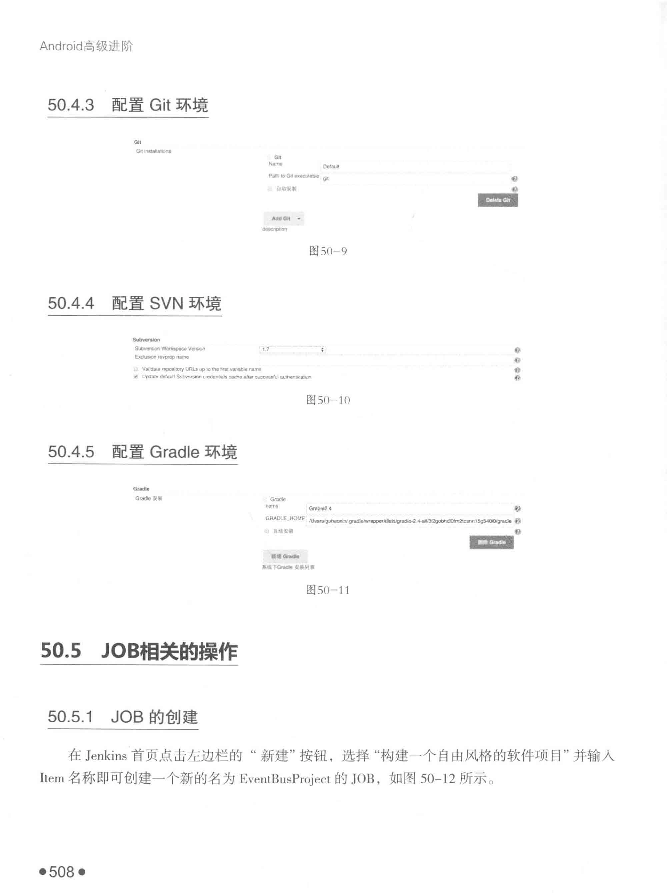 Android高级进阶
50.4.3 配置 Git 环境
Git
Git installations
Git
Name
Default
Path to Git executable
git
自动安装
Delete Git
Add Git
description
图50-9
50.4.4 配置 SVN 环境
Subversion
Subversion Workspace Version
1.7
Exclusion revprop name
Validate repository URLs up to the first variable name
Update default Subversion credentials cache after successful authentication
图50-10
50.4.5 配置 Gradle 环境
Gradle
Gradle 安装
Gradle
name
GRADLE_HOME
自动安装
删除 Gradle
新增 Gradle
系统下Gradle 安装列表
图50-11
50.5 JOB相关的操作
50.5.1 JOB 的创建
在 Jenkins 首页点击左边栏的 “ 新建” 按钮，选择 “构建一个自由风格的软件项目” 并输入
Item 名称即可创建一个新的名为 EventBusProject 的 JOB，如图 50-12 所示。
●508●